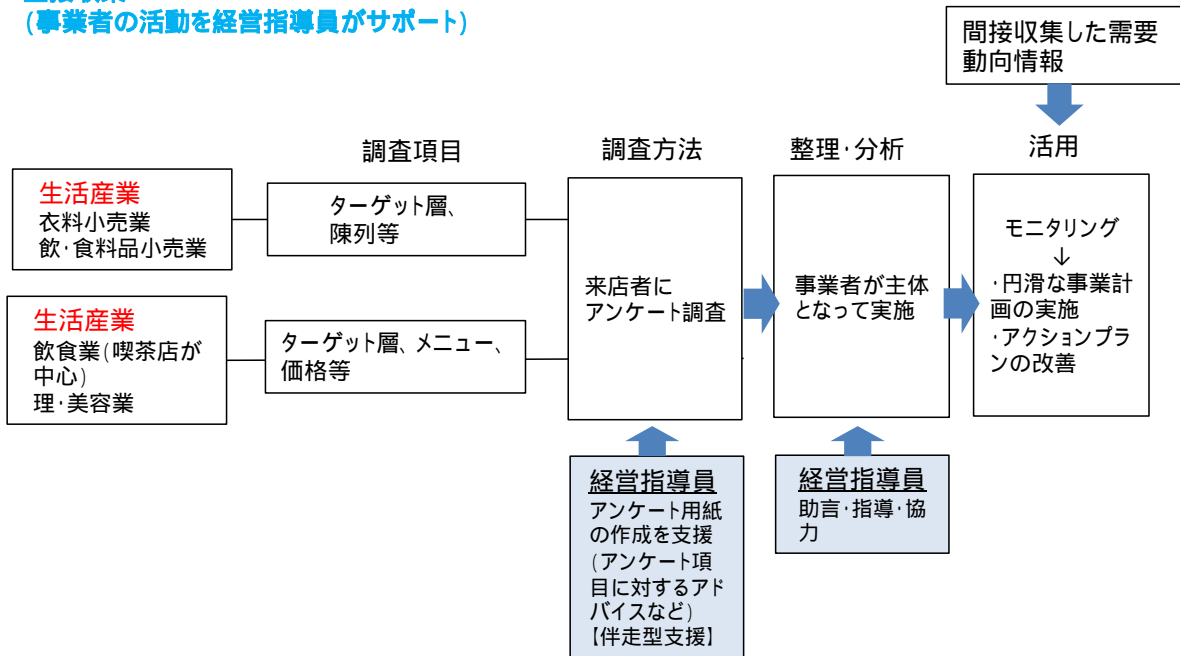 (事業者の活動を経営指導員がサポート)
間接収集した需要
動向情報
調査項目
調査方法
整理・分析
活用
生活産業
衣料小売業
飲・食料品小売業
ターゲット層、
陳列等
生活産業
飲食業(喫茶店が
中心)
理・美容業
ターゲット層、メニュー、
価格等
来店者に
アンケート調査
事業者が主体
となって実施
モニタリング
↓
・円滑な事業計
画の実施
・アクションプラ
ンの改善
経営指導員
アンケート用紙
の作成を支援
(アンケート項
目に対するアド
バイスなど)
【伴走型支援】
経営指導員
助言・指導・協
力